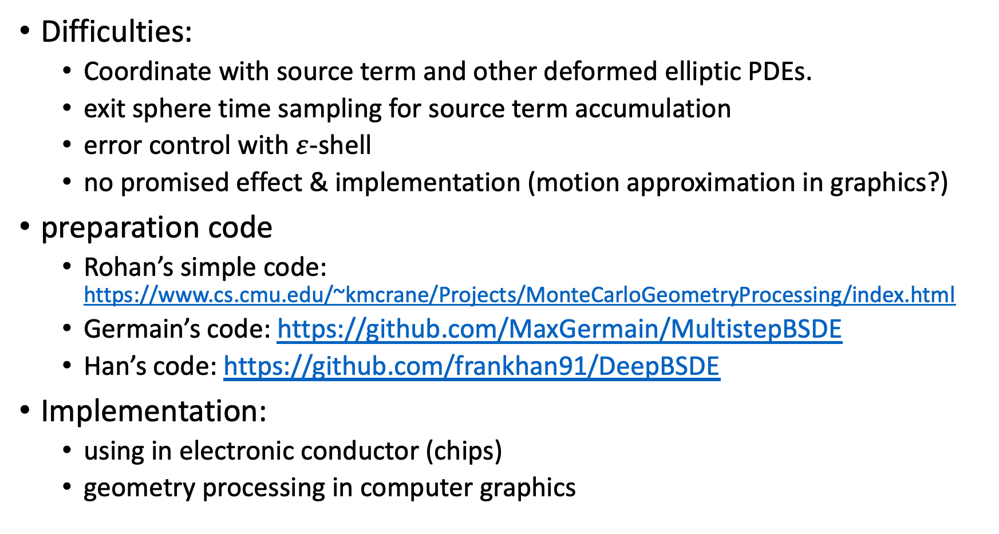 • Difficulties:
• Coordinate with source term and other deformed elliptic PDEs.
• exit sphere time sampling for source term accumulation
• error control with ε-shell
• no promised effect & implementation (motion approximation in graphics?)
• preparation code
• Rohan’s simple code:
https://www.cs.cmu.edu/~kmcrane/Projects/MonteCarloGeometryProcessing/index.html
• Germain’s code: https://github.com/MaxGermain/MultistepBSDE
• Han’s code: https://github.com/frankhan91/DeepBSDE
• Implementation:
• using in electronic conductor (chips)
• geometry processing in computer graphics